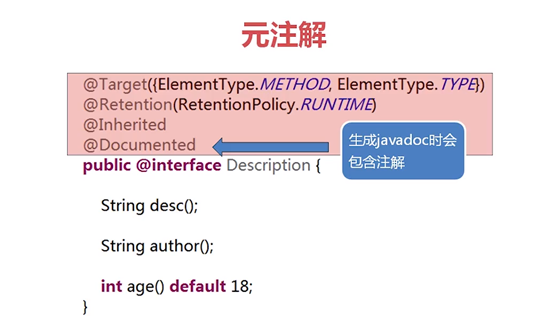 元注解
@Target({ElementType.METHOD, ElementType.TYPE})
@Retention(RetentionPolicy.RUNTIME)
@Inherited
@Documented
生成javadoc时会
包含注解
public @interface Description {
String desc();
String author();
int age() default 18;
}